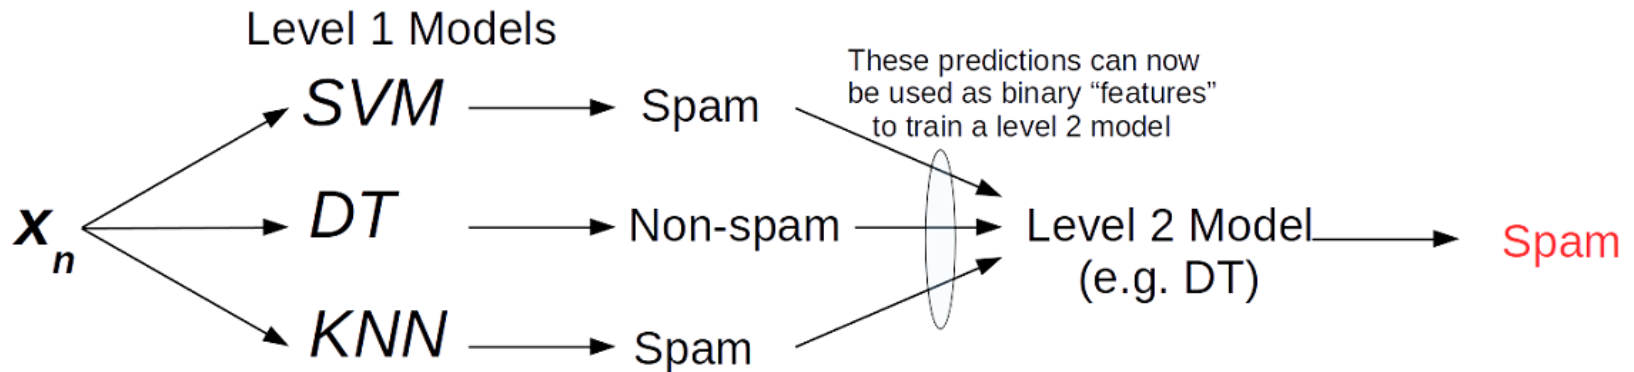 Level 1 Models
These predictions can now
be used as binary “features”
to train a level 2 model
SVM
Spam
x_n
DT
Non-spam
Level 2 Model
(e.g. DT)
Spam
KNN
Spam